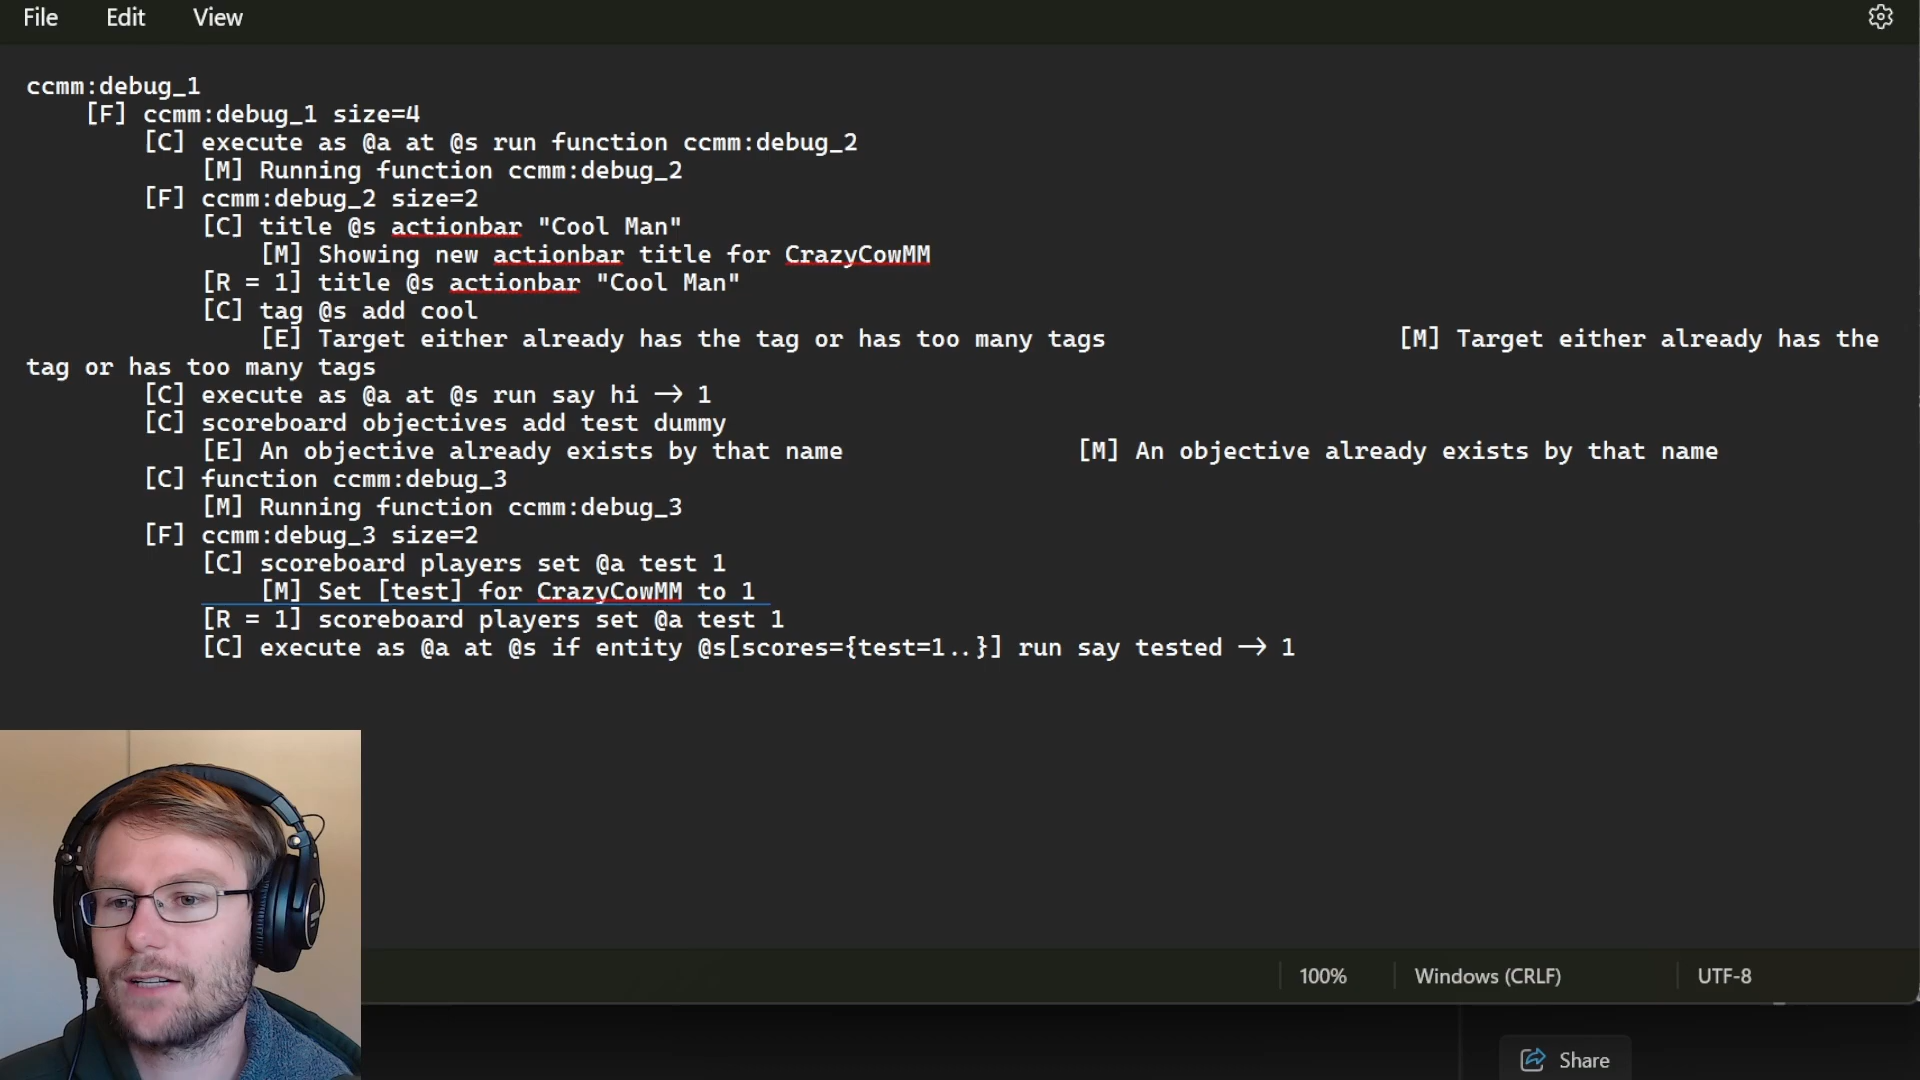 File Edit View
ccmm:debug_1
[F] ccmm:debug_1 size=4
[C] execute as @a at @s run function ccmm:debug_2
[M] Running function ccmm:debug_2
[F] ccmm:debug_2 size=2
[C] title @s actionbar "Cool Man"
[M] Showing new actionbar title for CrazyCowMM
[R = 1] title @s actionbar "Cool Man"
[C] tag @s add cool
[E] Target either already has the tag or has too many tags [M] Target either already has the
tag or has too many tags
[C] execute as @a at @s run say hi -> 1
[C] scoreboard objectives add test dummy
[E] An objective already exists by that name [M] An objective already exists by that name
[C] function ccmm:debug_3
[M] Running function ccmm:debug_3
[F] ccmm:debug_3 size=2
[C] scoreboard players set @a test 1
[M] Set [test] for CrazyCowMM to 1
[R = 1] scoreboard players set @a test 1
[C] execute as @a at @s if entity @s[scores={test=1..}] run say tested -> 1
100% Windows (CRLF) UTF-8
Share